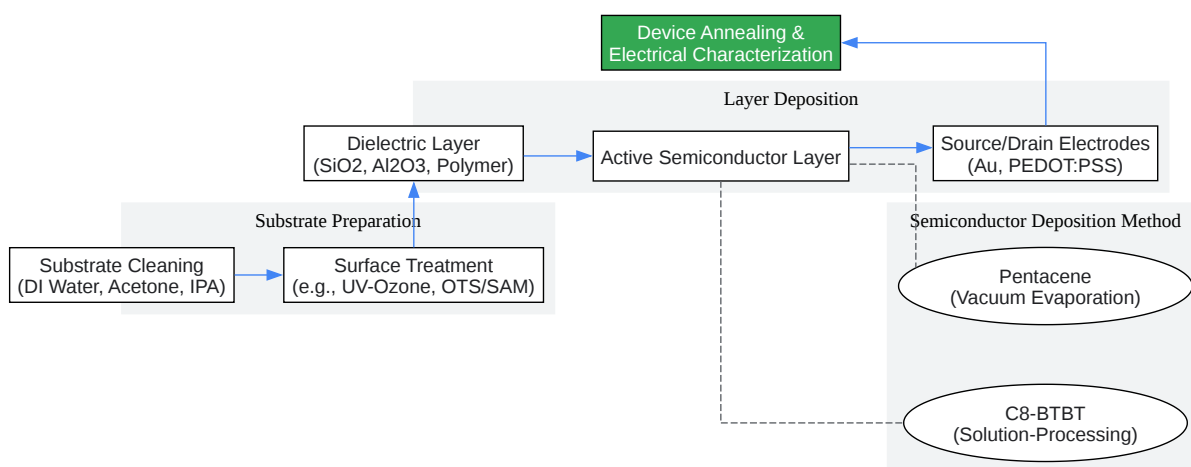 Device Annealing &
Electrical Characterization
Layer Deposition
Dielectric Layer
(SiO2, Al2O3, Polymer)
Active Semiconductor Layer
Source/Drain Electrodes
(Au, PEDOT:PSS)
Substrate Preparation
Semiconductor Deposition Method
Substrate Cleaning
(DI Water, Acetone, IPA)
Surface Treatment
(e.g., UV-Ozone, OTS/SAM)
Pentacene
(Vacuum Evaporation)
C8-BTBT
(Solution-Processing)